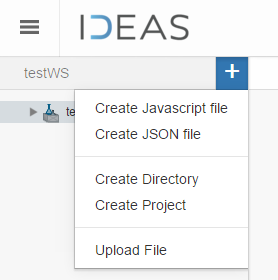 IDEAS
testWS
+
te
Create Javascript file
Create JSON file
Create Directory
Create Project
Upload File